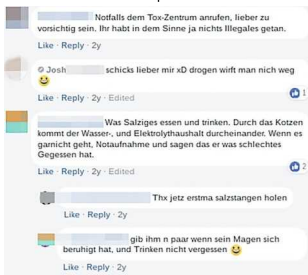 Notfalls dem Tox-Zentrum anrufen, lieber zu
vorsichtig sein. Ihr habt in dem Sinne ja nichts Illegales getan.
Like · Reply · 2y
Josh schicks lieber mir xD drogen wirft man nich weg
1
Like · Reply · 2y · Edited
Was Salziges essen und trinken. Durch das Kotzen
kommt der Wasser-, und Elektrolythaushalt durcheinander. Wenn es
garnicht geht, Notaufnahme und sagen das er was schlechtes
Gegessen hat.
2
Like · Reply · 2y · Edited
Thx jetz erstma salzstangen holen
Like · Reply · 2y
gib ihm n paar wenn sein Magen sich
beruhigt hat, und Trinken nicht vergessen
Like · Reply · 2y